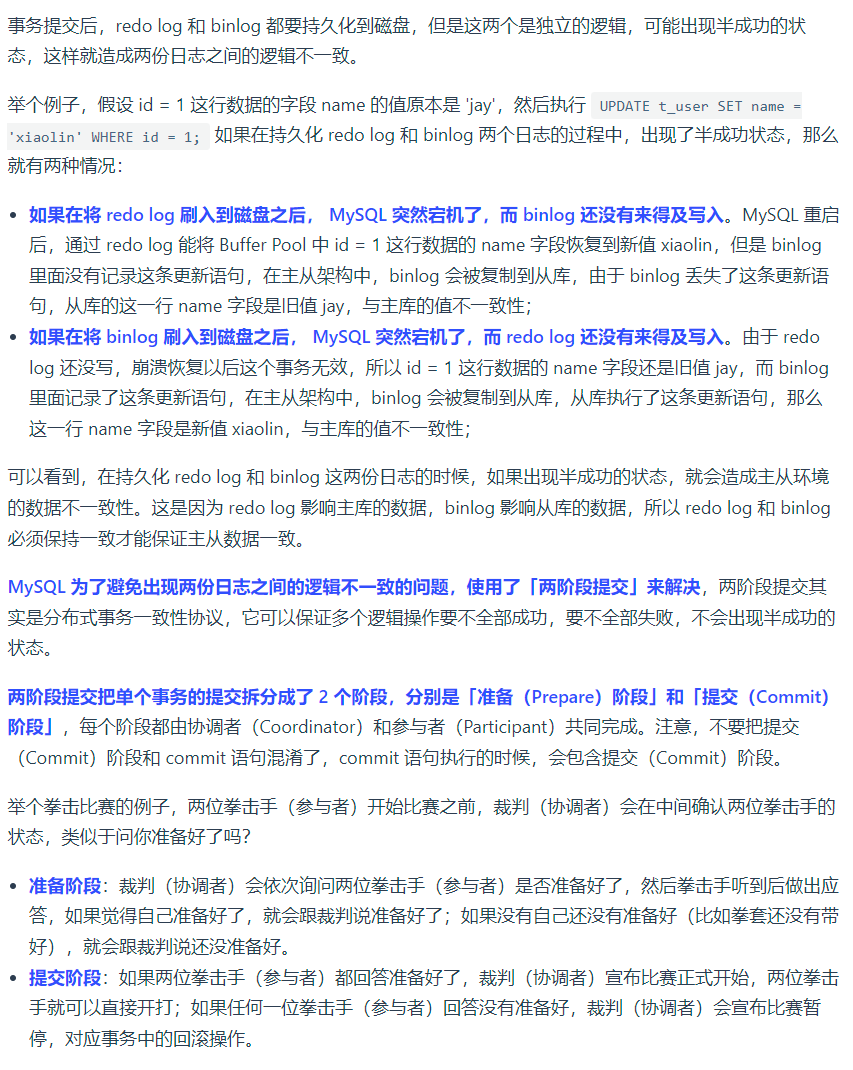 事务提交后，redo log 和 binlog 都要持久化到磁盘，但是这两个是独立的逻辑，可能出现半成功的状
态，这样就造成两份日志之间的逻辑不一致。
举个例子，假设 id = 1 这行数据的字段 name 的值原本是 'jay'，然后执行 UPDATE t_user SET name =
'xiaolin' WHERE id = 1; 如果在持久化 redo log 和 binlog 两个日志的过程中，出现了半成功状态，那么
就有两种情况：
• 如果在将 redo log 刷入到磁盘之后， MySQL 突然宕机了，而 binlog 还没有来得及写入。MySQL 重启
后，通过 redo log 能将 Buffer Pool 中 id = 1 这行数据的 name 字段恢复到新值 xiaolin，但是 binlog
里面没有记录这条更新语句，在主从架构中，binlog 会被复制到从库，由于 binlog 丢失了这条更新语
句，从库的这一行 name 字段是旧值 jay，与主库的值不一致性；
• 如果在将 binlog 刷入到磁盘之后， MySQL 突然宕机了，而 redo log 还没有来得及写入。由于 redo
log 还没写，崩溃恢复以后这个事务无效，所以 id = 1 这行数据的 name 字段还是旧值 jay，而 binlog
里面记录了这条更新语句，在主从架构中，binlog 会被复制到从库，从库执行了这条更新语句，那么
这一行 name 字段是新值 xiaolin，与主库的值不一致性；
可以看到，在持久化 redo log 和 binlog 这两份日志的时候，如果出现半成功的状态，就会造成主从环境
的数据不一致性。这是因为 redo log 影响主库的数据，binlog 影响从库的数据，所以 redo log 和 binlog
必须保持一致才能保证主从数据一致。
MySQL 为了避免出现两份日志之间的逻辑不一致的问题，使用了「两阶段提交」来解决，两阶段提交其
实是分布式事务一致性协议，它可以保证多个逻辑操作要不全部成功，要不全部失败，不会出现半成功的
状态。
两阶段提交把单个事务的提交拆分成了 2 个阶段，分别是「准备（Prepare）阶段」和「提交（Commit）
阶段」，每个阶段都由协调者（Coordinator）和参与者（Participant）共同完成。注意，不要把提交
（Commit）阶段和 commit 语句混淆了，commit 语句执行的时候，会包含提交（Commit）阶段。
举个拳击比赛的例子，两位拳击手（参与者）开始比赛之前，裁判（协调者）会在中间确认两位拳击手的
状态，类似于问你准备好了吗？
• 准备阶段：裁判（协调者）会依次询问两位拳击手（参与者）是否准备好了，然后拳击手听到后做出应
答，如果觉得自己准备好了，就会跟裁判说准备好了；如果没有自己还没有准备好（比如拳套还没有带
好），就会跟裁判说还没准备好。
• 提交阶段：如果两位拳击手（参与者）都回答准备好了，裁判（协调者）宣布比赛正式开始，两位拳击
手就可以直接开打；如果任何一位拳击手（参与者）回答没有准备好，裁判（协调者）会宣布比赛暂
停，对应事务中的回滚操作。